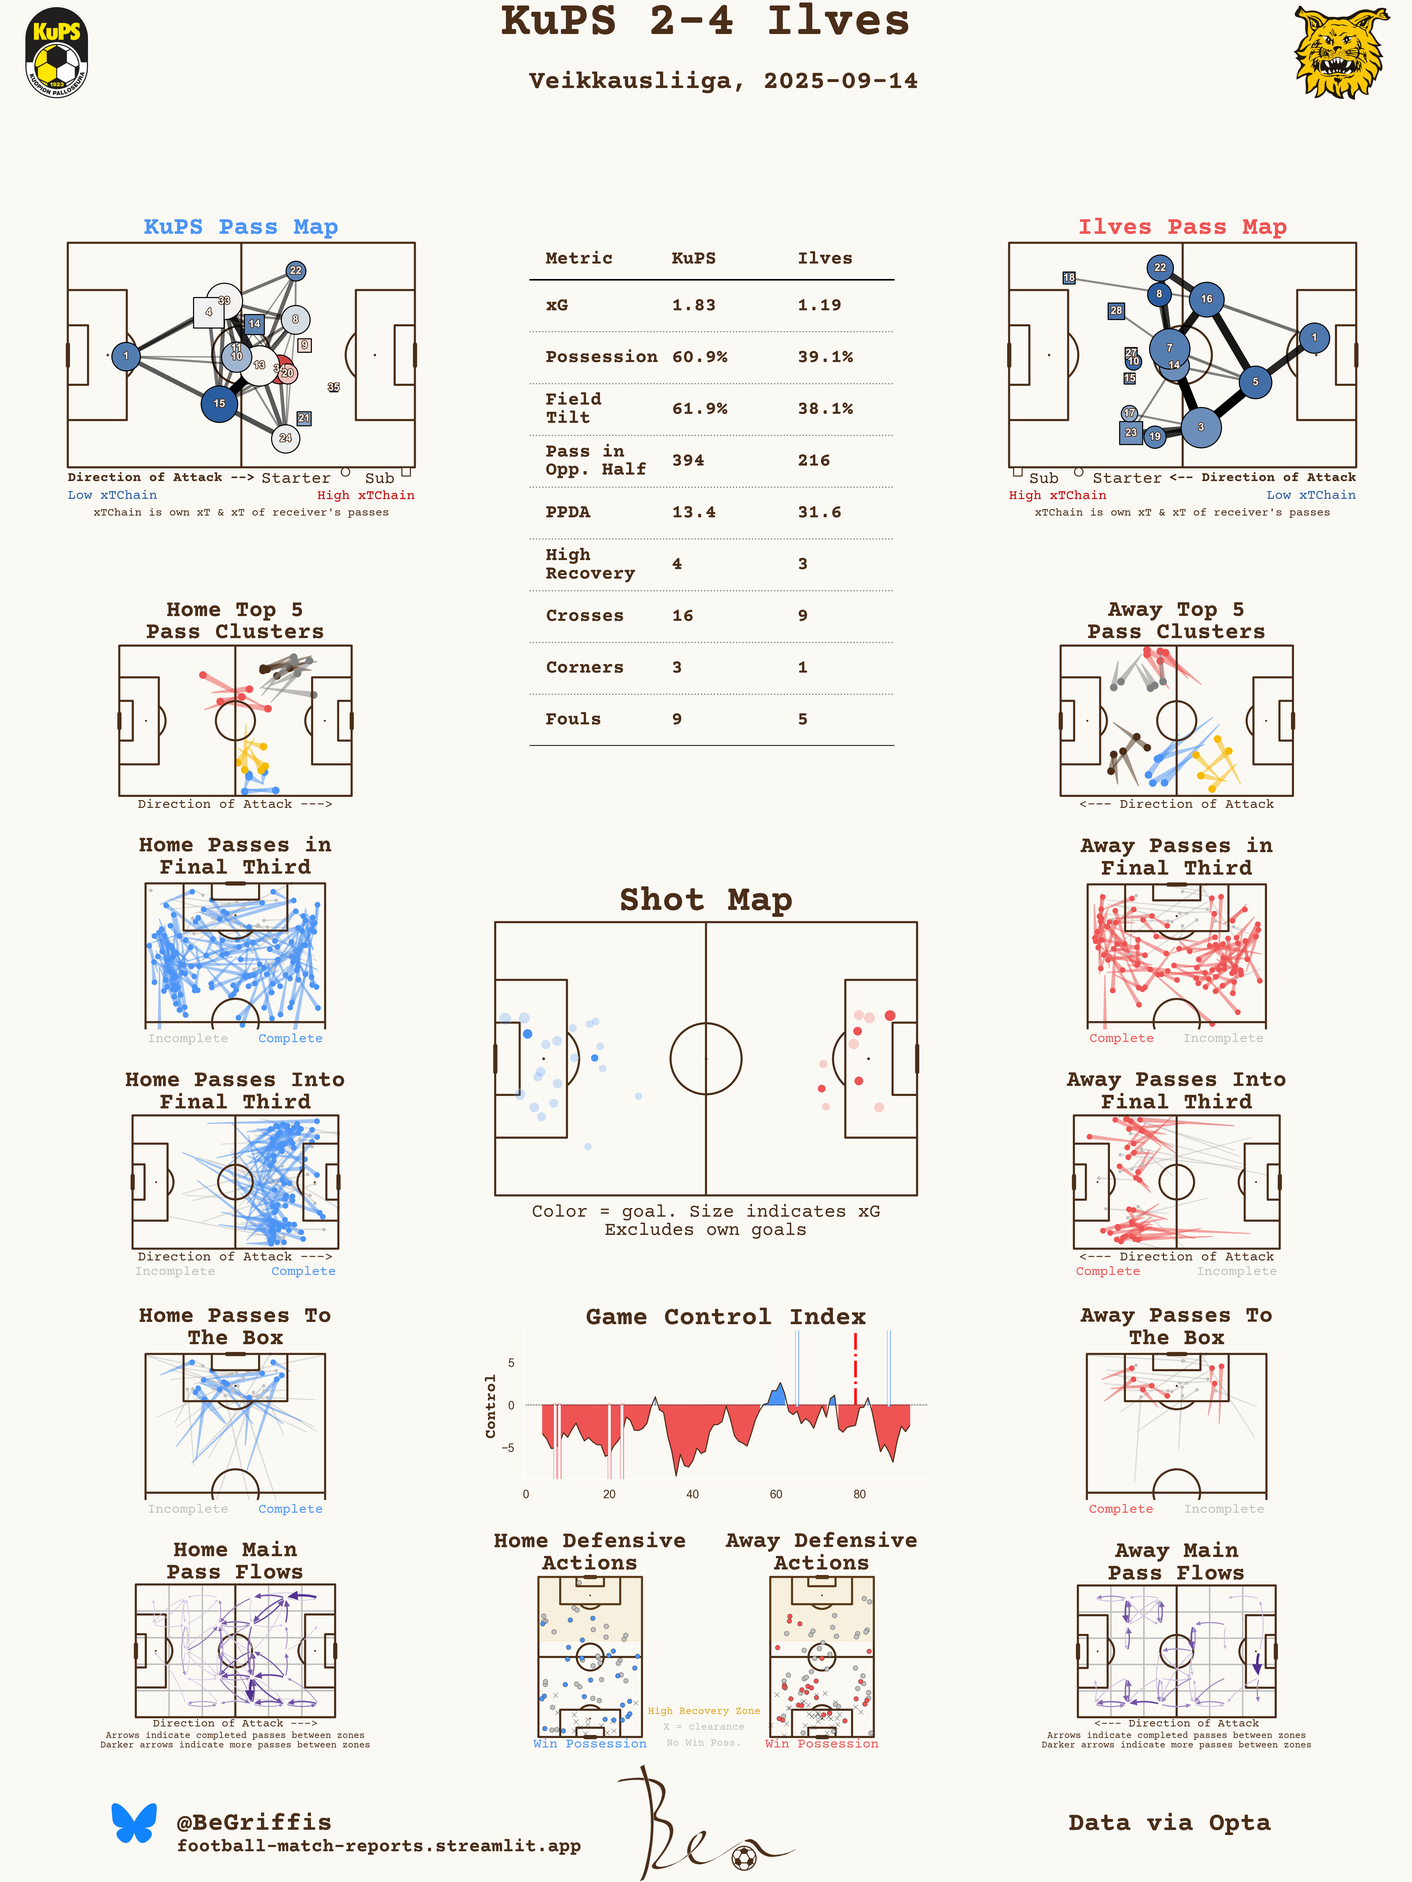 KuPS 2-4 Ilves
Veikkausliiga, 2025-09-14
KuPS
1923
KUOPION PALLOSEURA
KuPS Pass Map
22
33
4
14
8
11
10
9
1
13
20
35
15
21
24
Direction of Attack --> Starter Sub
Low xTChain High xTChain
xTChain is own xT & xT of receiver's passes
Metric KuPS Ilves
xG 1.83 1.19
Possession 60.9% 39.1%
Field
Tilt 61.9% 38.1%
Pass in
Opp. Half 394 216
PPDA 13.4 31.6
High
Recovery 4 3
Crosses 16 9
Corners 3 1
Fouls 9 5
Ilves Pass Map
22
18
8
16
28
1
7
27
10
14
15
5
17
23
19
3
Sub Starter <-- Direction of Attack
High xTChain Low xTChain
xTChain is own xT & xT of receiver's passes
Home Top 5
Pass Clusters
Direction of Attack --->
Away Top 5
Pass Clusters
<--- Direction of Attack
Home Passes in
Final Third
Incomplete Complete
Away Passes in
Final Third
Complete Incomplete
Shot Map
Color = goal. Size indicates xG
Excludes own goals
Home Passes Into
Final Third
Direction of Attack --->
Incomplete Complete
Away Passes Into
Final Third
<--- Direction of Attack
Complete Incomplete
Home Passes To
The Box
Incomplete Complete
Game Control Index
Control
5
0
−5
0 20 40 60 80
Away Passes To
The Box
Complete Incomplete
Home Main
Pass Flows
Direction of Attack --->
Arrows indicate completed passes between zones
Darker arrows indicate more passes between zones
Home Defensive
Actions
Win Possession
High Recovery Zone
X = clearance
No Win Poss.
Away Defensive
Actions
Win Possession
Away Main
Pass Flows
<--- Direction of Attack
Arrows indicate completed passes between zones
Darker arrows indicate more passes between zones
@BeGriffis
football-match-reports.streamlit.app
Ben
Data via Opta